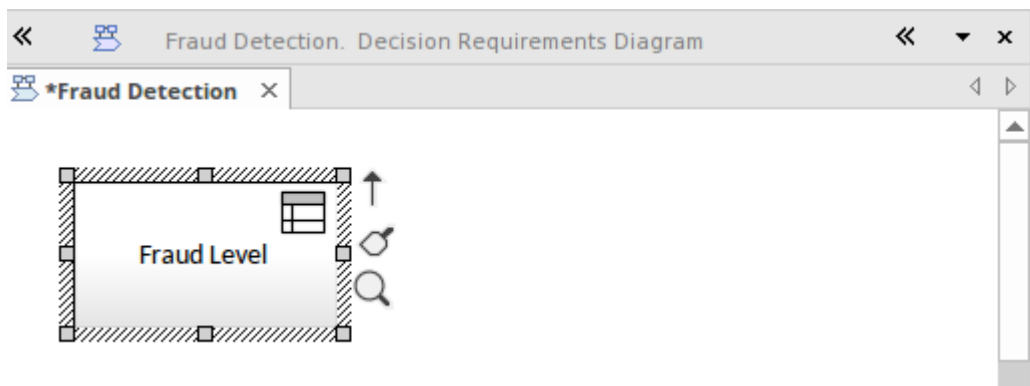 Fraud Detection. Decision Requirements Diagram
*Fraud Detection
Fraud Level